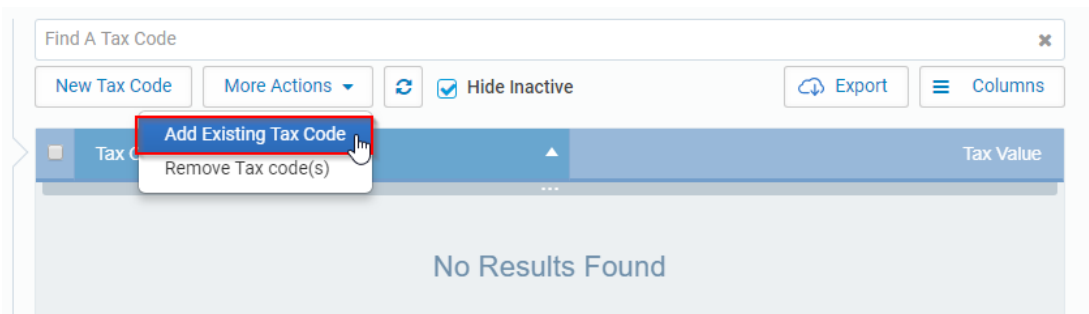 Find A Tax Code
New Tax Code More Actions Hide Inactive Export Columns
Add Existing Tax Code
Tax Tax Value
Remove Tax code(s)
No Results Found